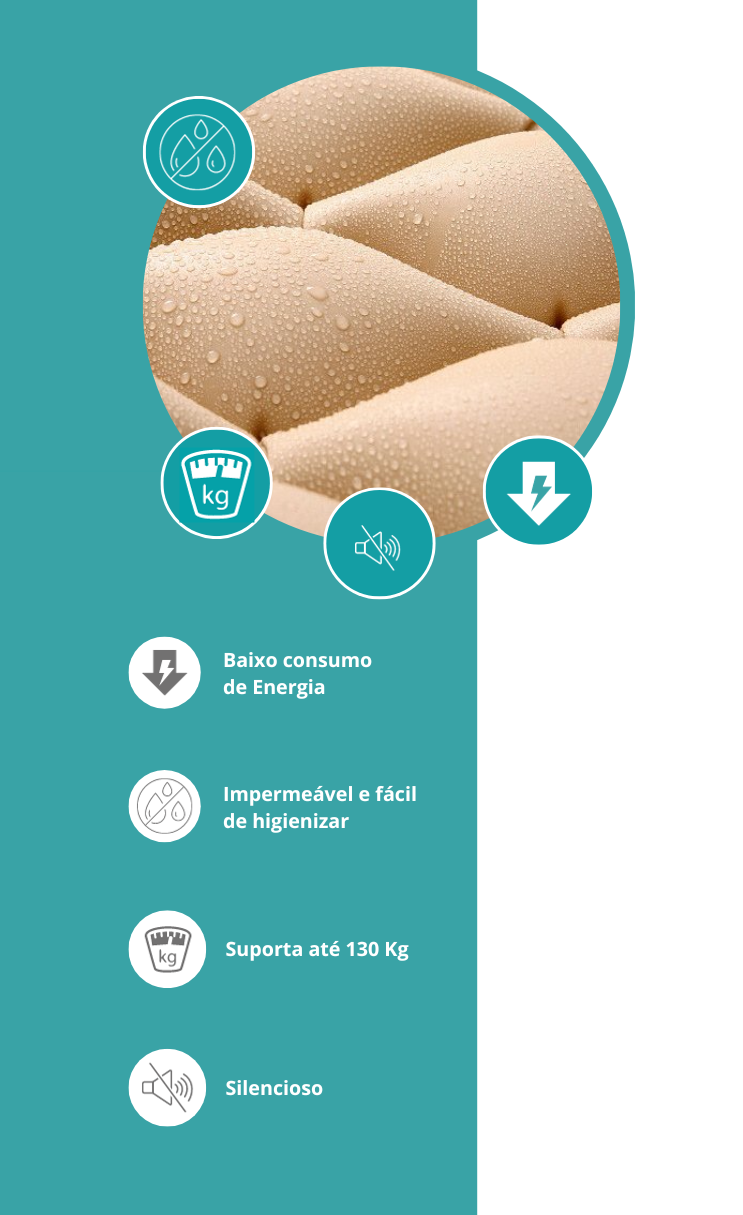 kg
Baixo consumo
de Energia
Impermeável e fácil
de higienizar
kg
Suporta até 130 Kg
Silencioso